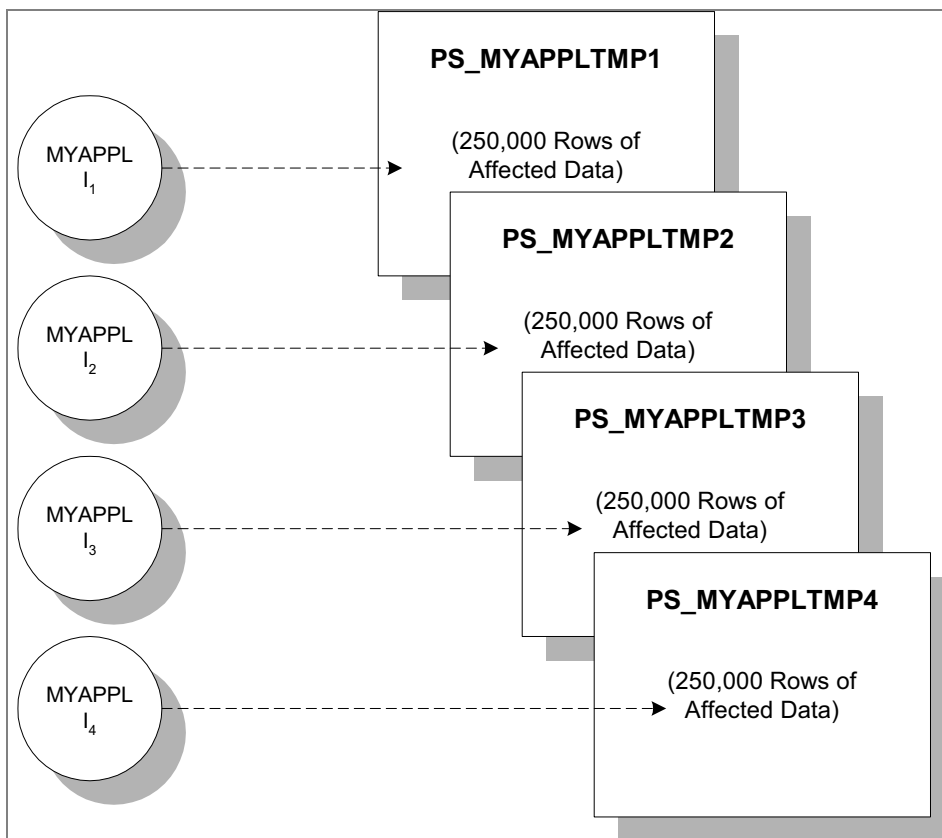 PS_MYAPPLTMP1
(250,000 Rows of
Affected Data)
MYAPPL
I₁
PS_MYAPPLTMP2
(250,000 Rows of
Affected Data)
MYAPPL
I₂
PS_MYAPPLTMP3
(250,000 Rows of
Affected Data)
MYAPPL
I₃
PS_MYAPPLTMP4
(250,000 Rows of
Affected Data)
MYAPPL
I₄